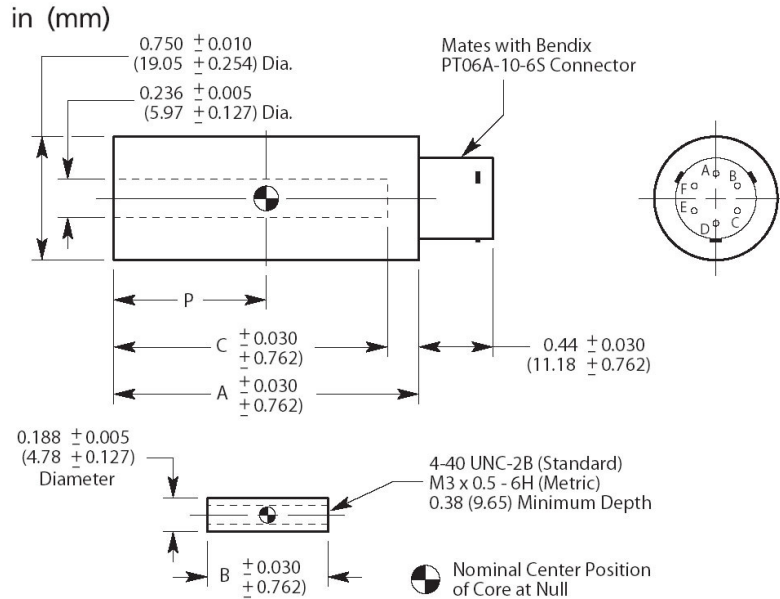 in (mm)
0.750 ± 0.010
(19.05 ± 0.254) Dia.
0.236 ± 0.005
(5.97 ± 0.127) Dia.
Mates with Bendix
PT06A-10-6S Connector
A
B
F
E
C
D
P
C ± 0.030
± 0.762)
A ± 0.030
± 0.762)
0.44 ± 0.030
(11.18 ± 0.762)
0.188 ± 0.005
(4.78 ± 0.127)
Diameter
4-40 UNC-2B (Standard)
M3 x 0.5 - 6H (Metric)
0.38 (9.65) Minimum Depth
B ± 0.030
± 0.762)
Nominal Center Position
of Core at Null